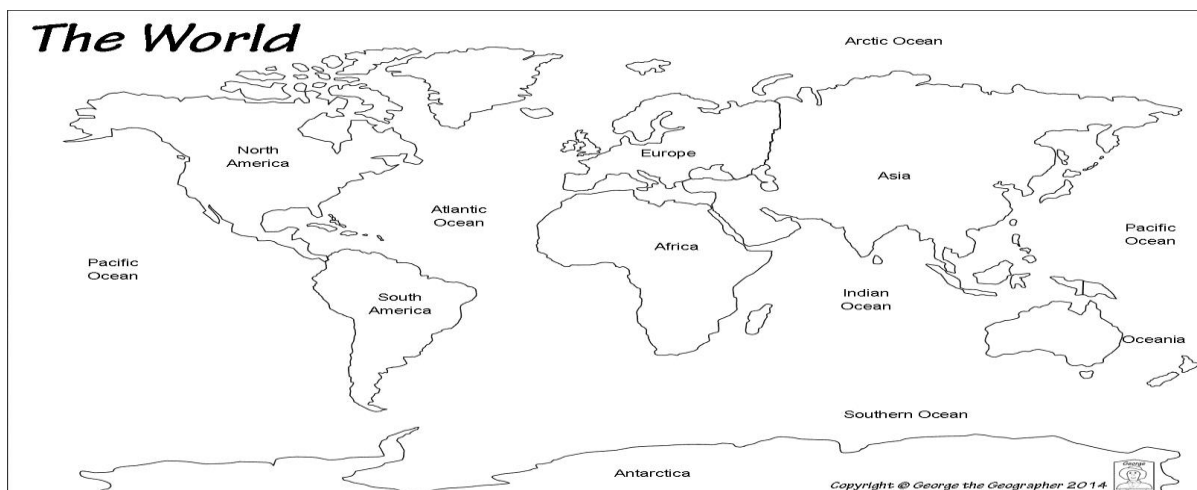 The World
Arctic Ocean
North
America
Europe
Asia
Atlantic
Ocean
Pacific
Ocean
Africa
Pacific
Ocean
South
America
Indian
Ocean
Oceania
Southern Ocean
Antarctica
George
Copyright © George the Geographer 2014